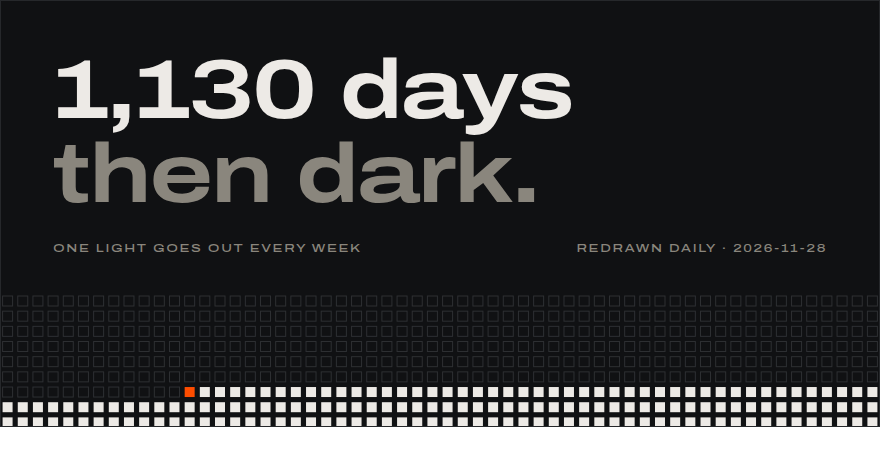 1,130 days
then dark.
ONE LIGHT GOES OUT EVERY WEEK
REDRAWN DAILY · 2026-11-28